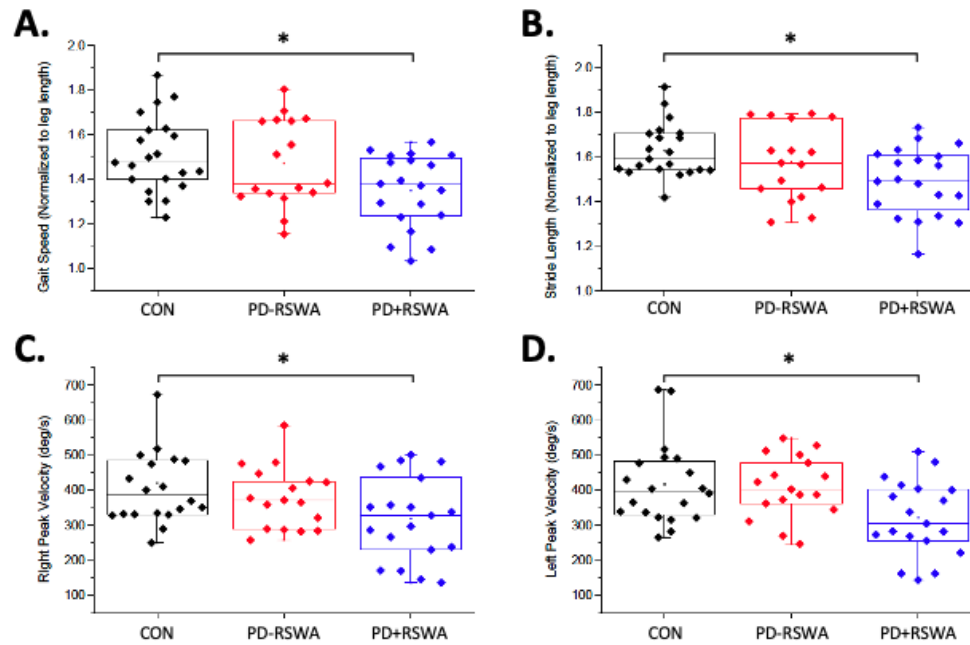 A.
Gait Speed (Normalized to leg length)
2.0
1.8
1.6
1.4
1.2
1.0
*
CON
PD-RSWA
PD+RSWA
B.
Stride Length (Normalized to leg length)
2.0
1.8
1.6
1.4
1.2
1.0
*
CON
PD-RSWA
PD+RSWA
C.
Right Peak Velocity (deg/s)
700
600
500
400
300
200
100
*
CON
PD-RSWA
PD+RSWA
D.
Left Peak Velocity (deg/s)
700
600
500
400
300
200
100
*
CON
PD-RSWA
PD+RSWA